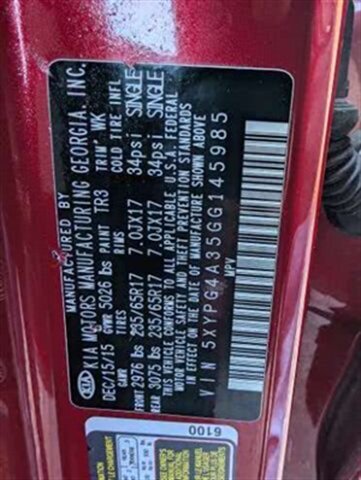 MANUFACTURED BY
KIA KIA MOTORS MANUFACTURING GEORGIA, INC.
DEC/15/15 GVWR 5026 lbs PAINT TR3 TRIM WK
GAWR RIMS COLD TIRE INFL
FRONT 2976 lbs 235/65R17 7.0JX17 34psi SINGLE
REAR 3075 lbs 235/65R17 7.0JX17 34psi SINGLE
THIS VEHICLE CONFORMS TO ALL APPLICABLE U.S.A FEDERAL
MOTOR VEHICLE SAFETY AND THEFT PREVENTION STANDARDS
IN EFFECT ON THE DATE OF MANUFACTURE SHOWN ABOVE
VIN 5XYPG4A35GG145985
MPV
6100